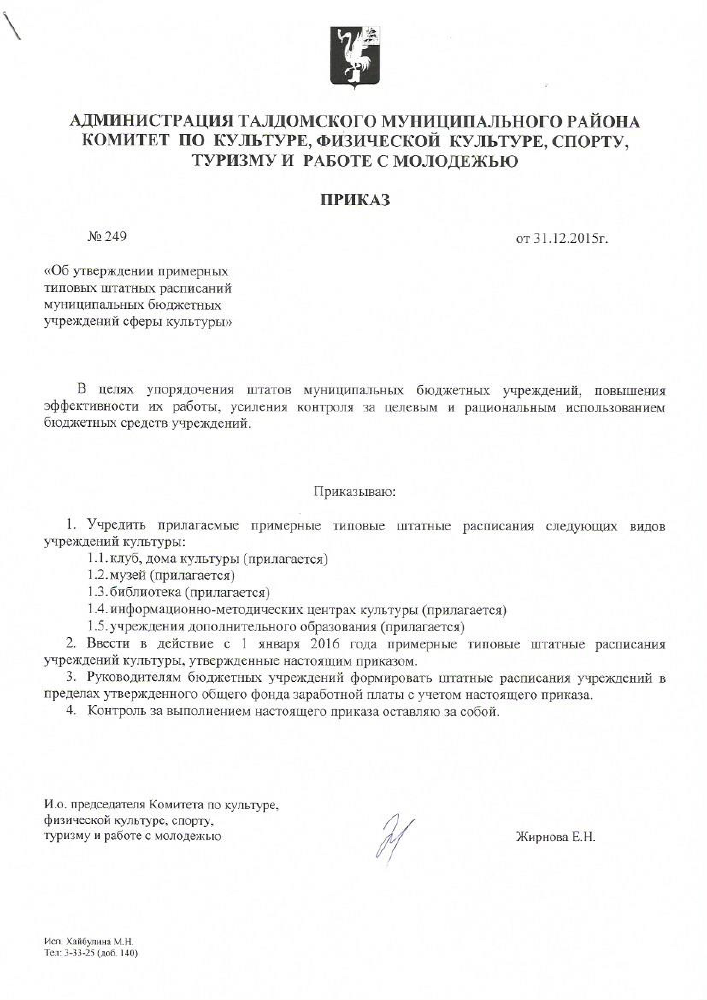 АДМИНИСТРАЦИЯ ТАЛДОМСКОГО МУНИЦИПАЛЬНОГО РАЙОНА
КОМИТЕТ ПО КУЛЬТУРЕ, ФИЗИЧЕСКОЙ КУЛЬТУРЕ, СПОРТУ,
ТУРИЗМУ И РАБОТЕ С МОЛОДЕЖЬЮ
ПРИКАЗ
№ 249 от 31.12.2015г.
«Об утверждении примерных
типовых штатных расписаний
муниципальных бюджетных
учреждений сферы культуры»
В целях упорядочения штатов муниципальных бюджетных учреждений, повышения
эффективности их работы, усиления контроля за целевым и рациональным использованием
бюджетных средств учреждений.
Приказываю:
1. Учредить прилагаемые примерные типовые штатные расписания следующих видов
учреждений культуры:
1.1. клуб, дома культуры (прилагается)
1.2. музей (прилагается)
1.3. библиотека (прилагается)
1.4. информационно-методических центрах культуры (прилагается)
1.5. учреждения дополнительного образования (прилагается)
2. Ввести в действие с 1 января 2016 года примерные типовые штатные расписания
учреждений культуры, утвержденные настоящим приказом.
3. Руководителям бюджетных учреждений формировать штатные расписания учреждений в
пределах утвержденного общего фонда заработной платы с учетом настоящего приказа.
4. Контроль за выполнением настоящего приказа оставляю за собой.
И.о. председателя Комитета по культуре,
физической культуре, спорту,
туризму и работе с молодежью Жирнова Е.Н.
Исп. Хайбулина М.Н.
Тел: 3-33-25 (доб. 140)